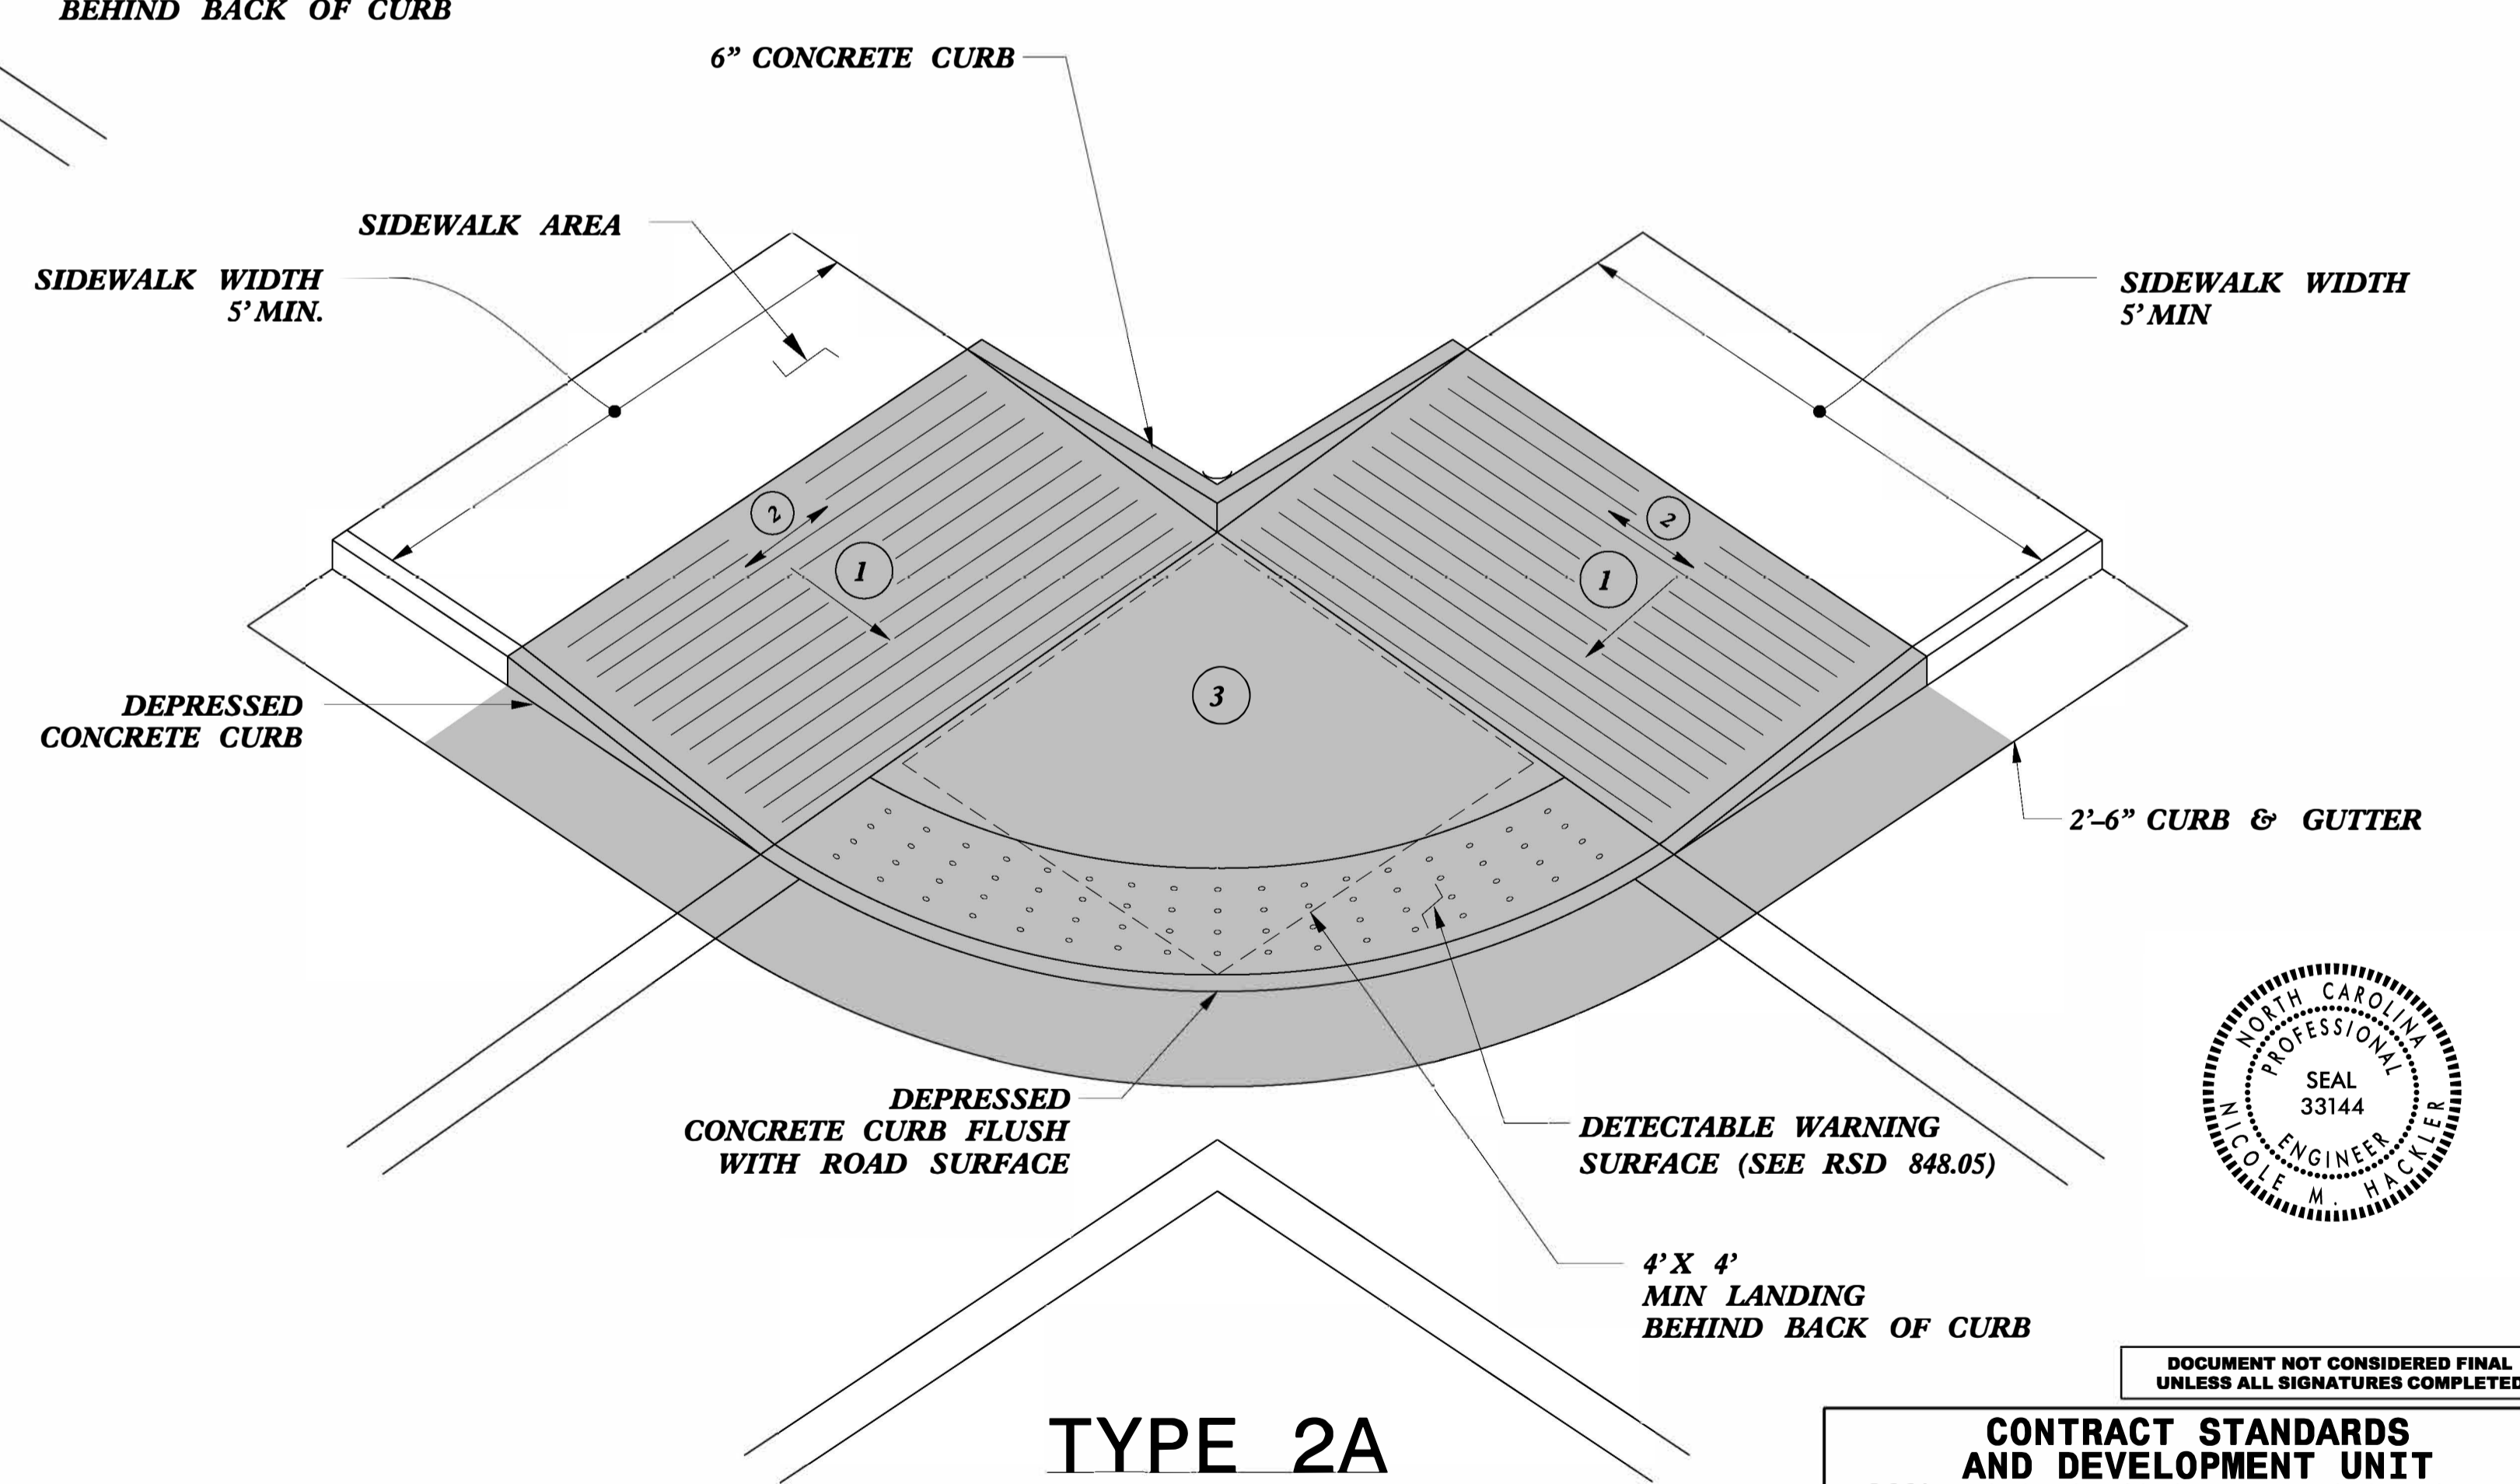 BEHIND BACK OF CURB
6” CONCRETE CURB
SIDEWALK AREA
SIDEWALK WIDTH
5’ MIN.
SIDEWALK WIDTH
5’ MIN
2
1
2
1
3
DEPRESSED
CONCRETE CURB
2’–6” CURB & GUTTER
DEPRESSED
CONCRETE CURB FLUSH
WITH ROAD SURFACE
DETECTABLE WARNING
SURFACE (SEE RSD 848.05)
4’ X 4’
MIN LANDING
BEHIND BACK OF CURB
NORTH CAROLINA
PROFESSIONAL
SEAL
33144
ENGINEER
NICOLE M. HACKLER
DOCUMENT NOT CONSIDERED FINAL
UNLESS ALL SIGNATURES COMPLETED
TYPE 2A
CONTRACT STANDARDS
AND DEVELOPMENT UNIT